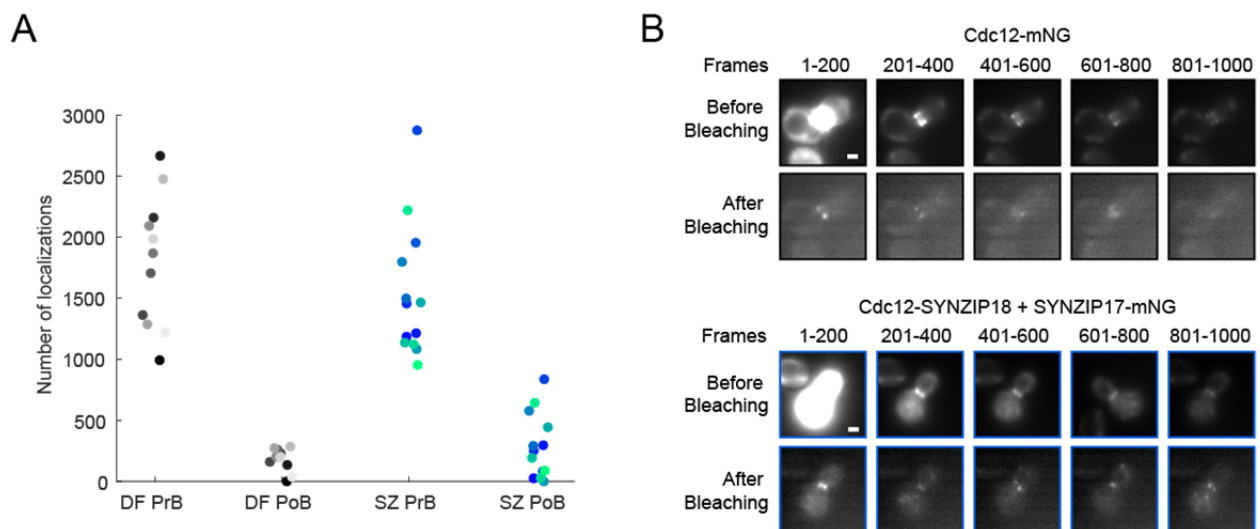 A
Number of localizations
3000
2500
2000
1500
1000
500
0
DF PrB DF PoB SZ PrB SZ PoB
B
Cdc12-mNG
Frames 1-200 201-400 401-600 601-800 801-1000
Before
Bleaching
After
Bleaching
Cdc12-SYNZIP18 + SYNZIP17-mNG
Frames 1-200 201-400 401-600 601-800 801-1000
Before
Bleaching
After
Bleaching